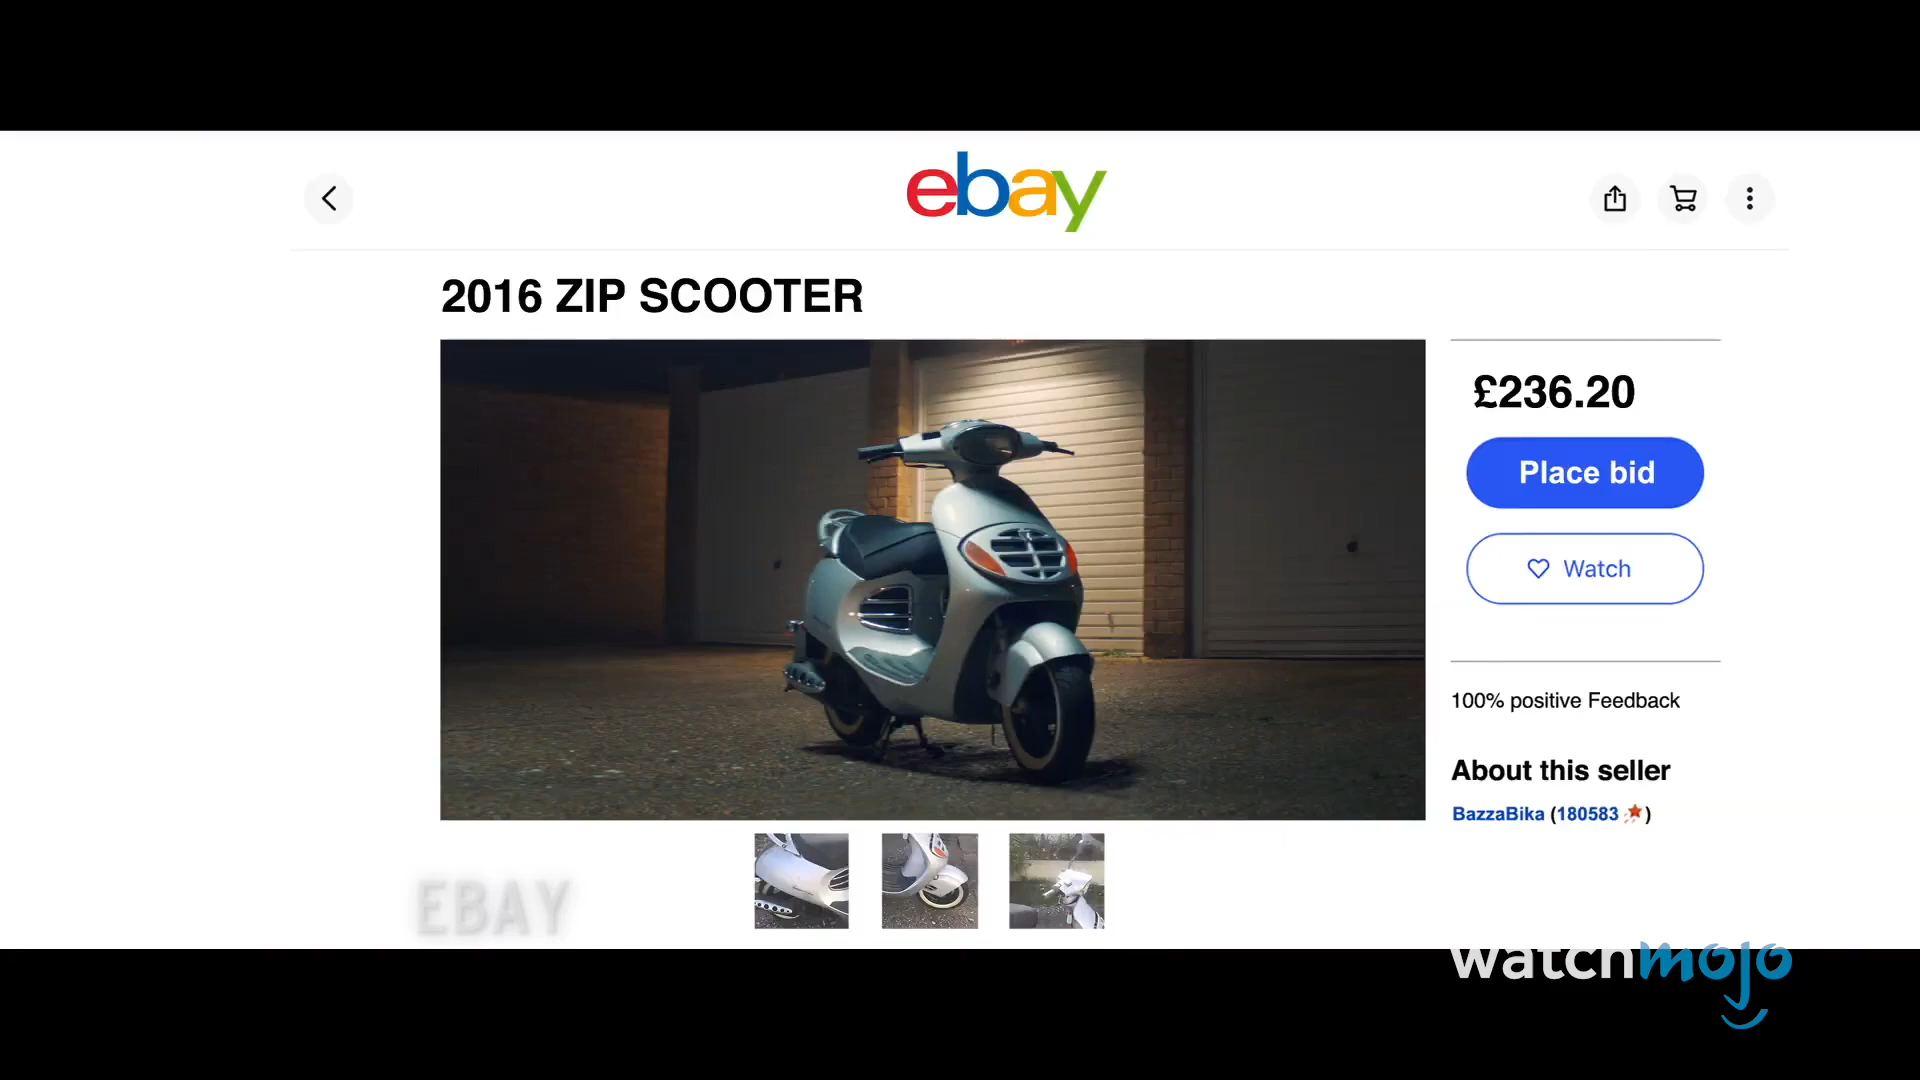 ebay
2016 ZIP SCOOTER
£236.20
Place bid
Watch
100% positive Feedback
About this seller
BazzaBika (180583)
EBAY
watchmojo